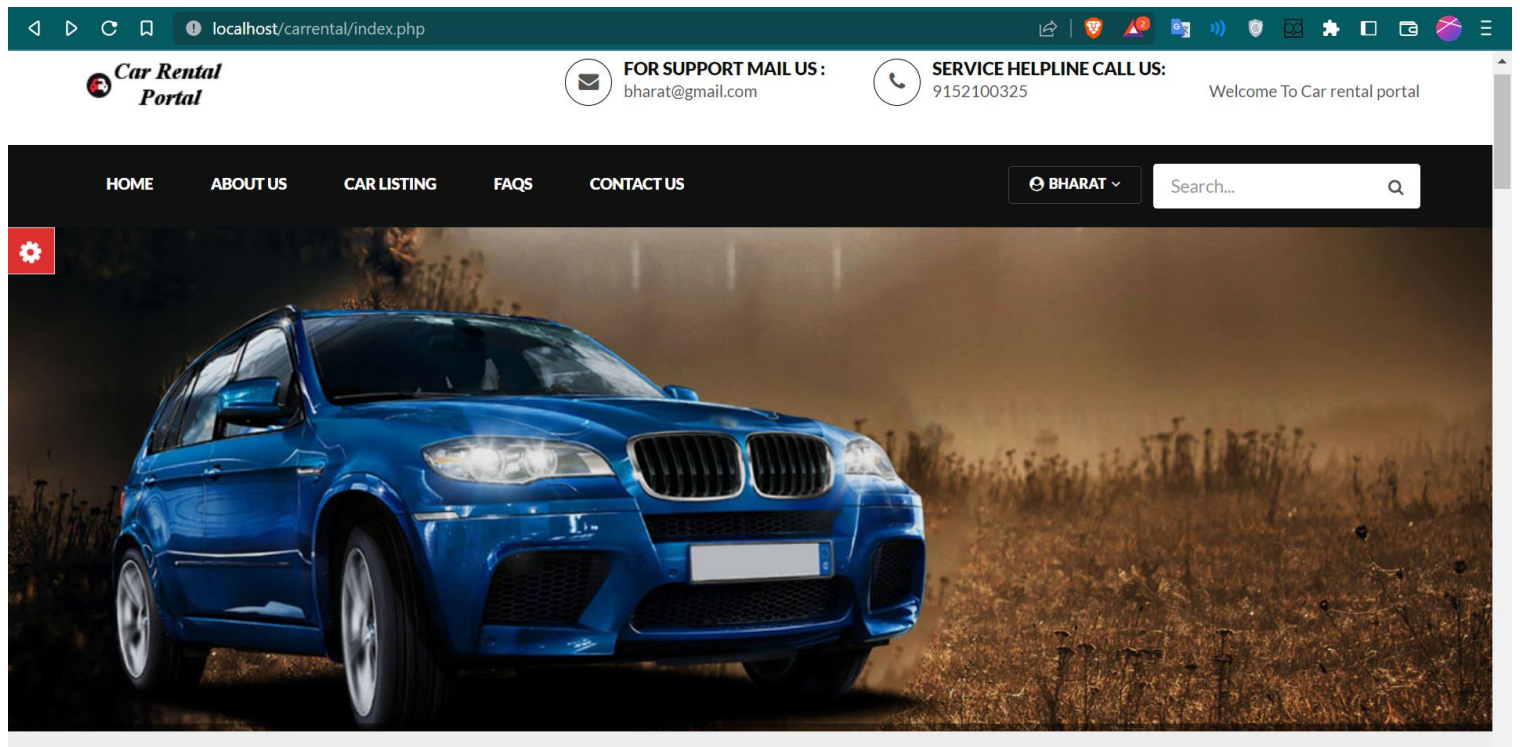 localhost/carrental/index.php
2
Car Rental
Portal
FOR SUPPORT MAIL US :
bharat@gmail.com
SERVICE HELPLINE CALL US:
9152100325
Welcome To Car rental portal
HOME ABOUT US CAR LISTING FAQS CONTACT US
BHARAT
Search...